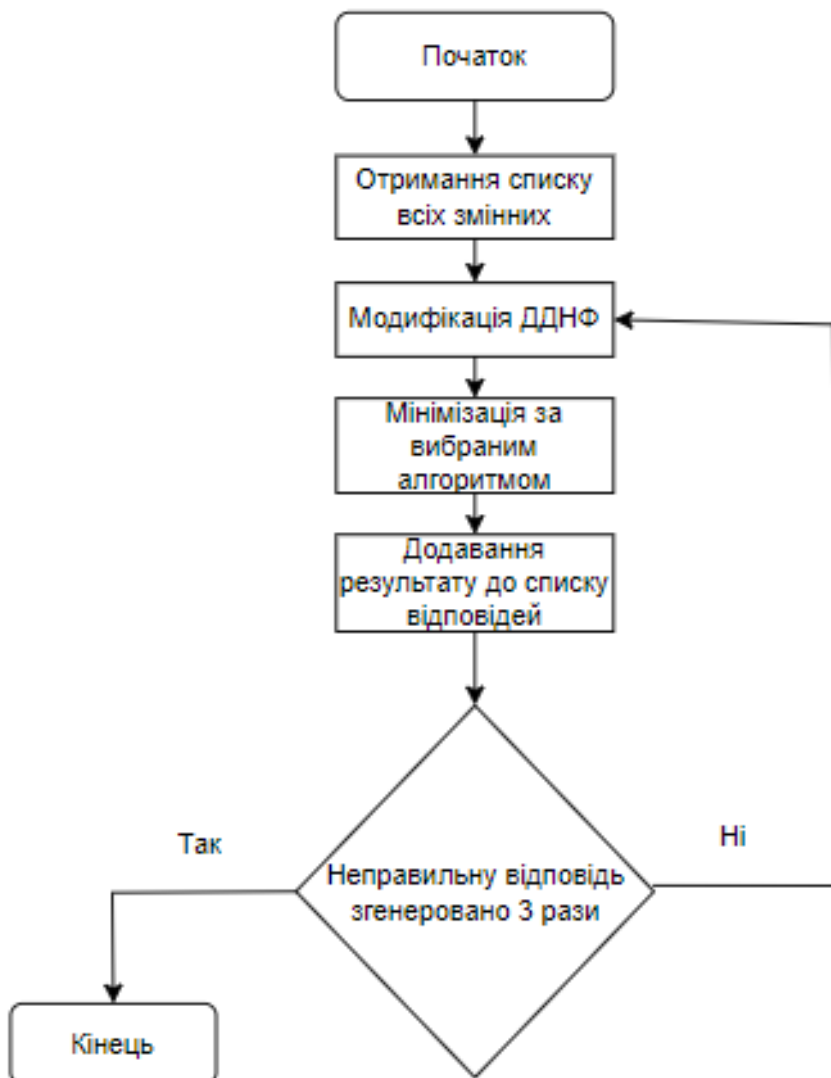 Початок
Отримання списку
всіх змінних
Модифікація ДДНФ
Мінімізація за
вибраним
алгоритмом
Додавання
результату до списку
відповідей
Так
Ні
Неправильну відповідь
згенеровано 3 рази
Кінець